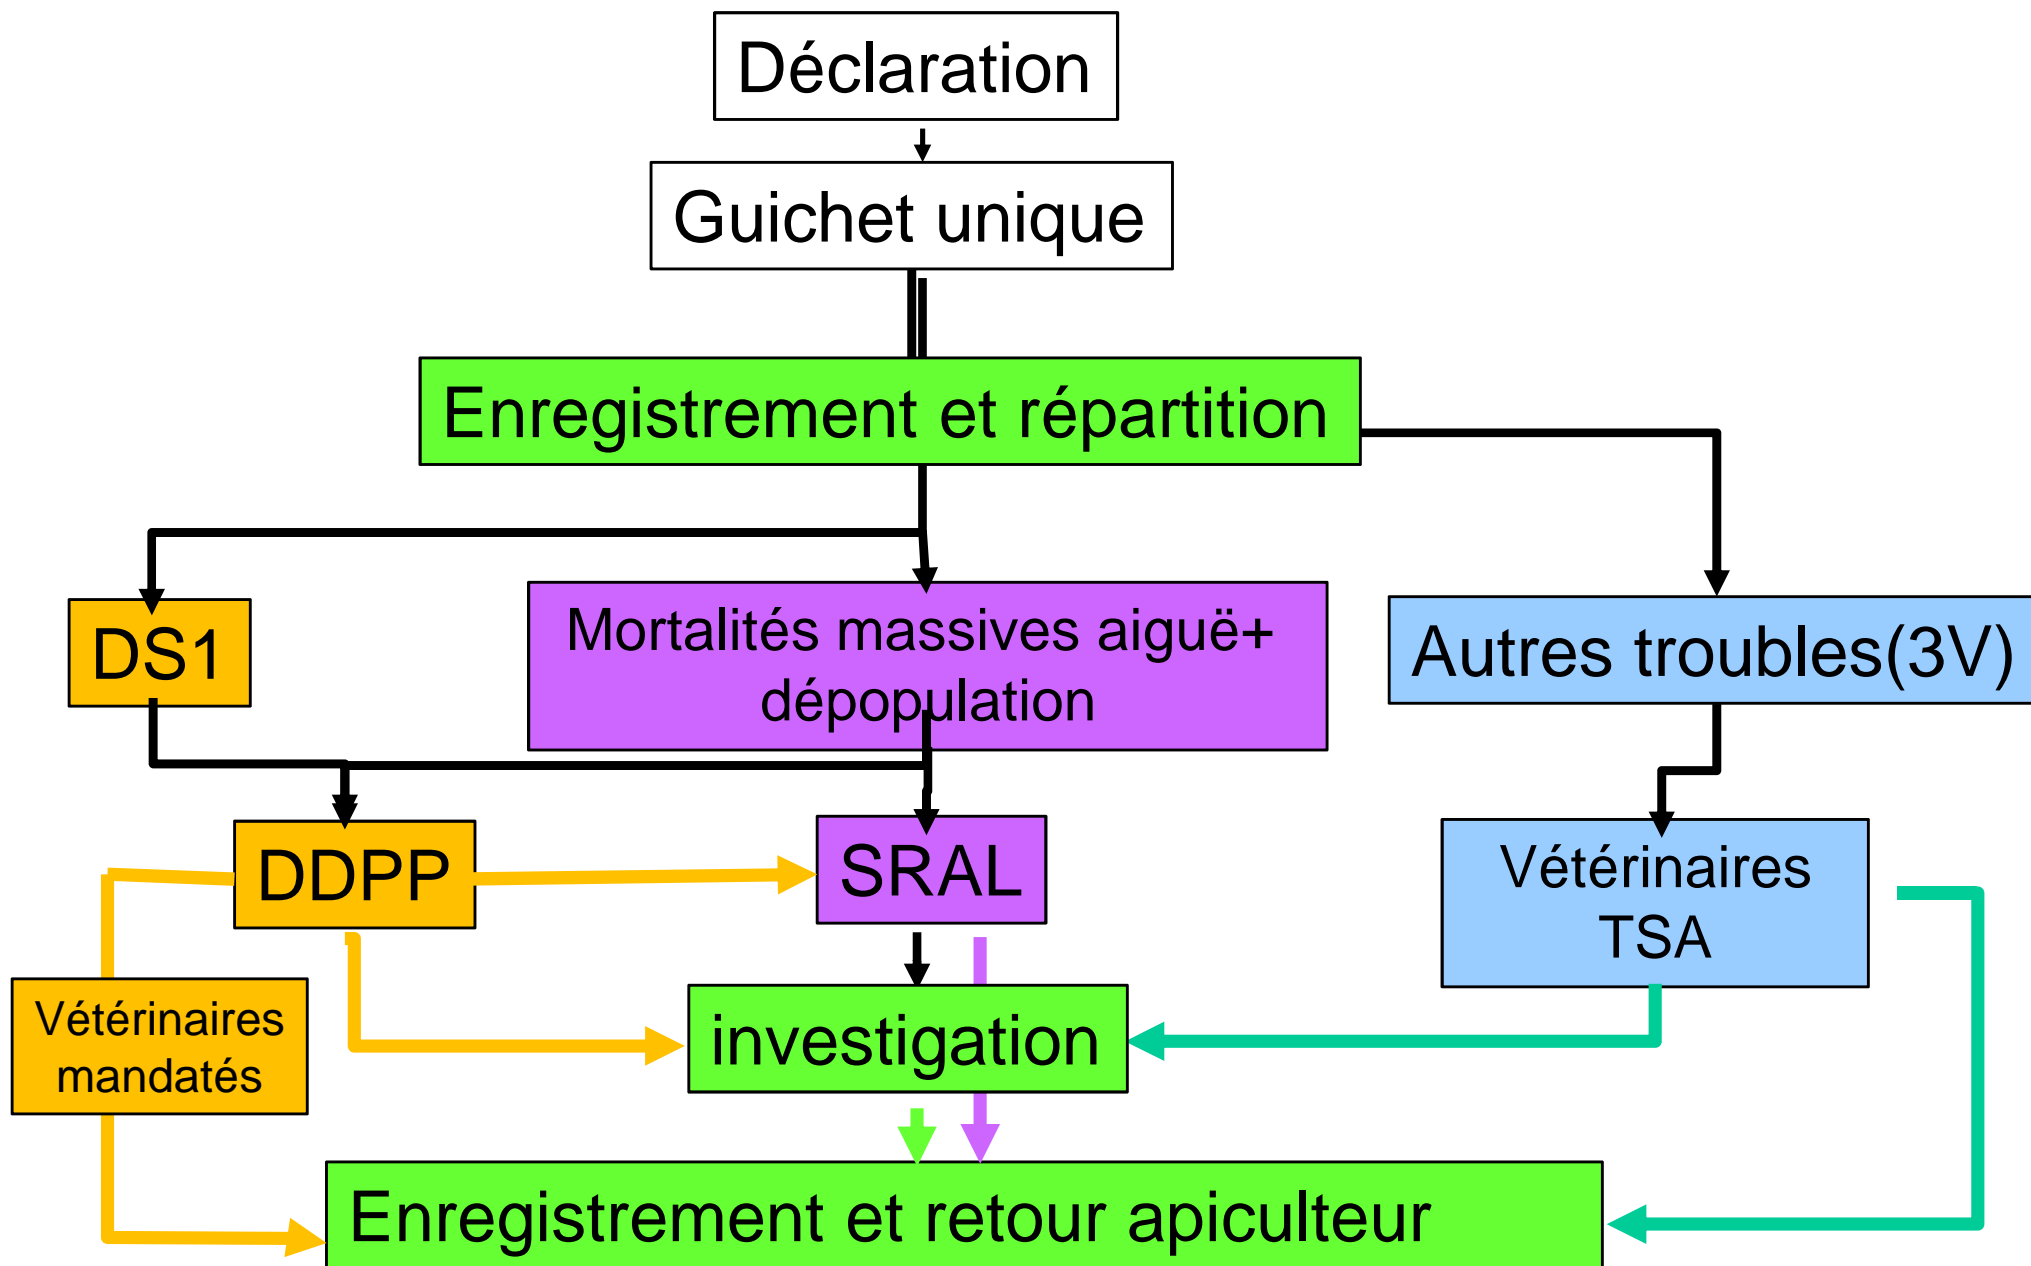 Déclaration
Guichet unique
Enregistrement et répartition
DS1
Mortalités massives aiguë+
dépopulation
Autres troubles(3V)
DDPP
SRAL
Vétérinaires
TSA
Vétérinaires
mandatés
investigation
Enregistrement et retour apiculteur